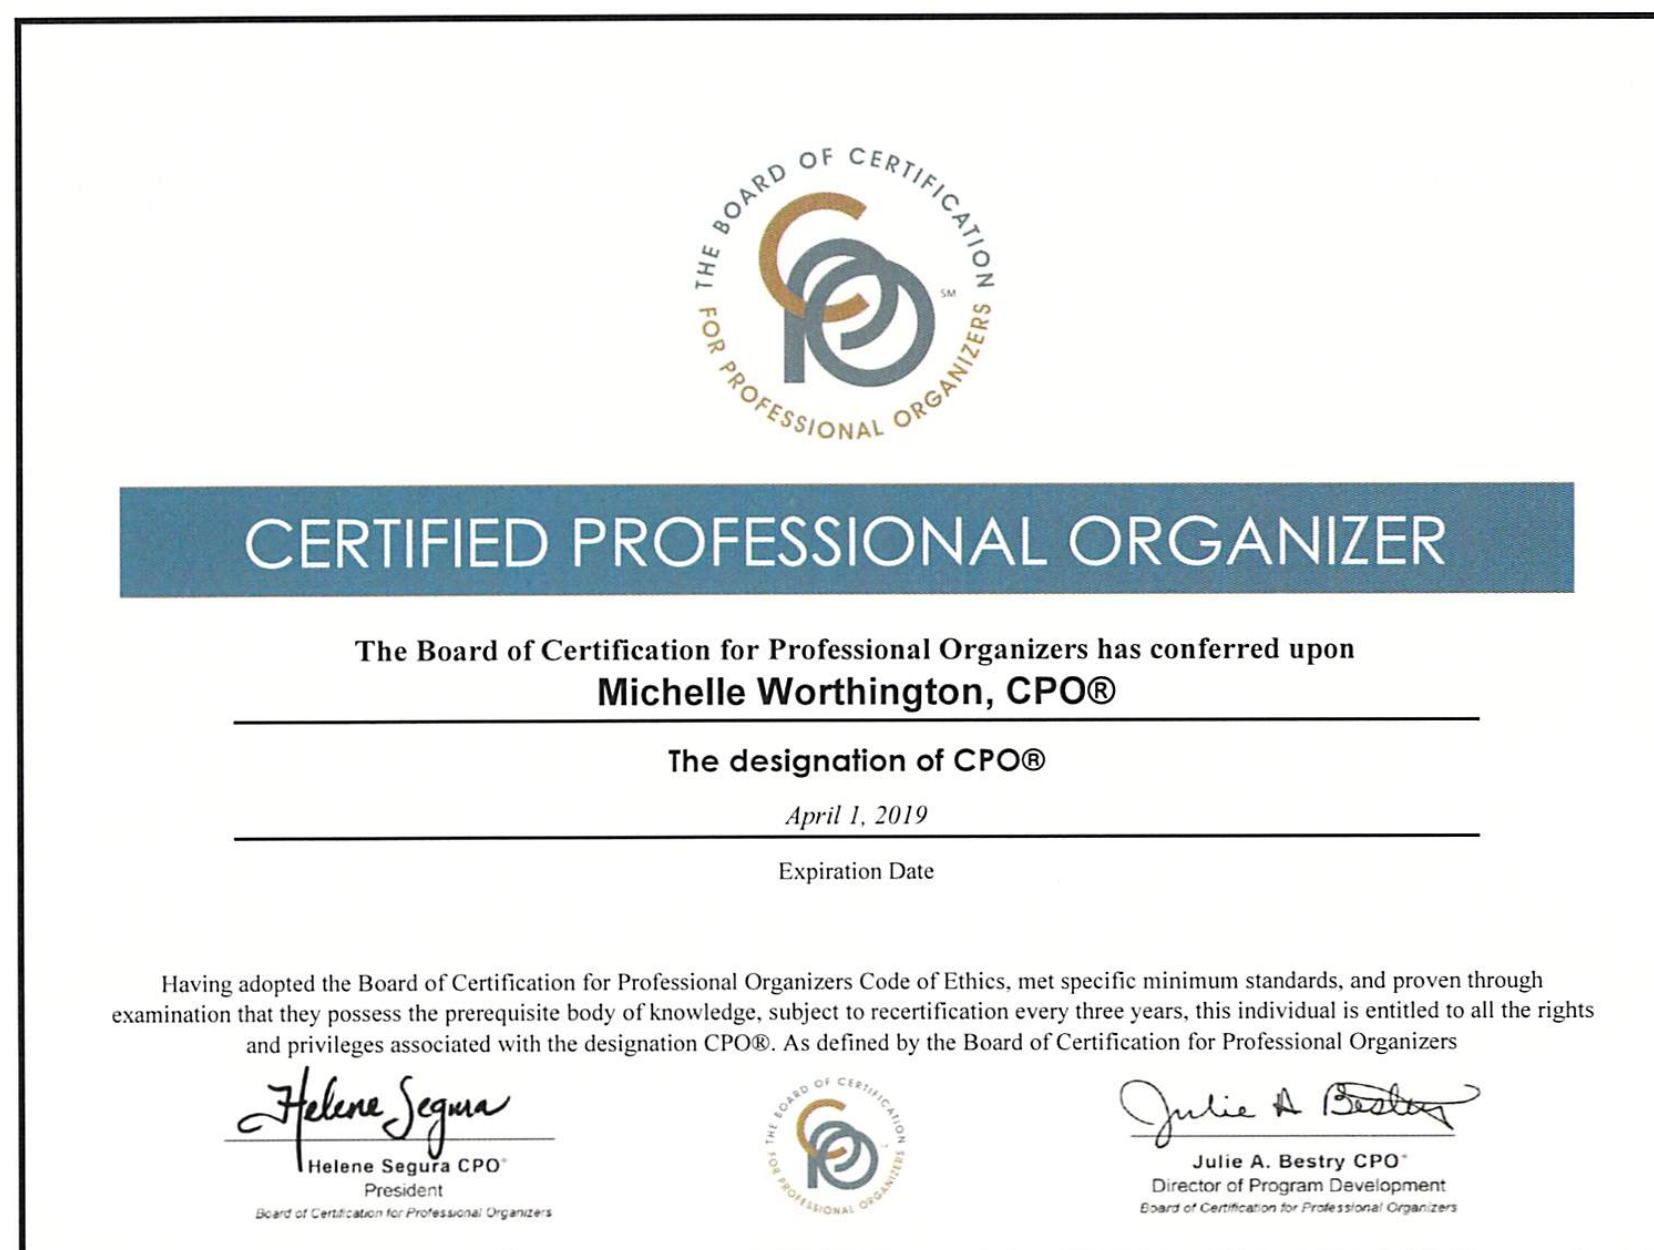 THE BOARD OF CERTIFICATION
FOR PROFESSIONAL ORGANIZERS
CPO
SM
CERTIFIED PROFESSIONAL ORGANIZER
The Board of Certification for Professional Organizers has conferred upon
Michelle Worthington, CPO®
The designation of CPO®
April 1, 2019
Expiration Date
Having adopted the Board of Certification for Professional Organizers Code of Ethics, met specific minimum standards, and proven through
examination that they possess the prerequisite body of knowledge, subject to recertification every three years, this individual is entitled to all the rights
and privileges associated with the designation CPO®. As defined by the Board of Certification for Professional Organizers
Helene Segura
Helene Segura CPO®
President
Board of Certification for Professional Organizers
THE BOARD OF CERTIFICATION
FOR PROFESSIONAL ORGANIZERS
CPO
Julie A Bestry
Julie A. Bestry CPO®
Director of Program Development
Board of Certification for Professional Organizers